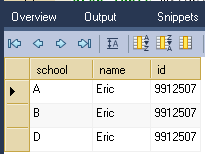 Overview Output Snippets
school name id
A Eric 9912507
B Eric 9912507
D Eric 9912507